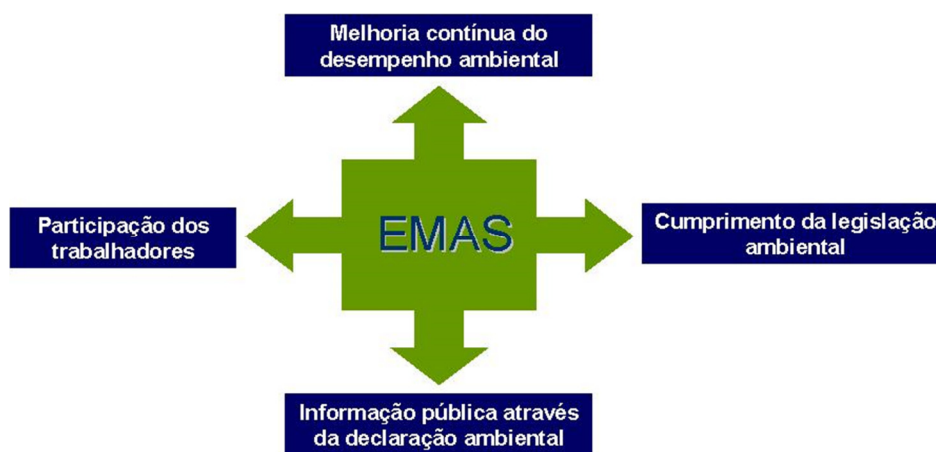 Melhoria contínua do
desempenho ambiental
Participação dos
trabalhadores
EMAS
Cumprimento da legislação
ambiental
Informação pública através
da declaração ambiental